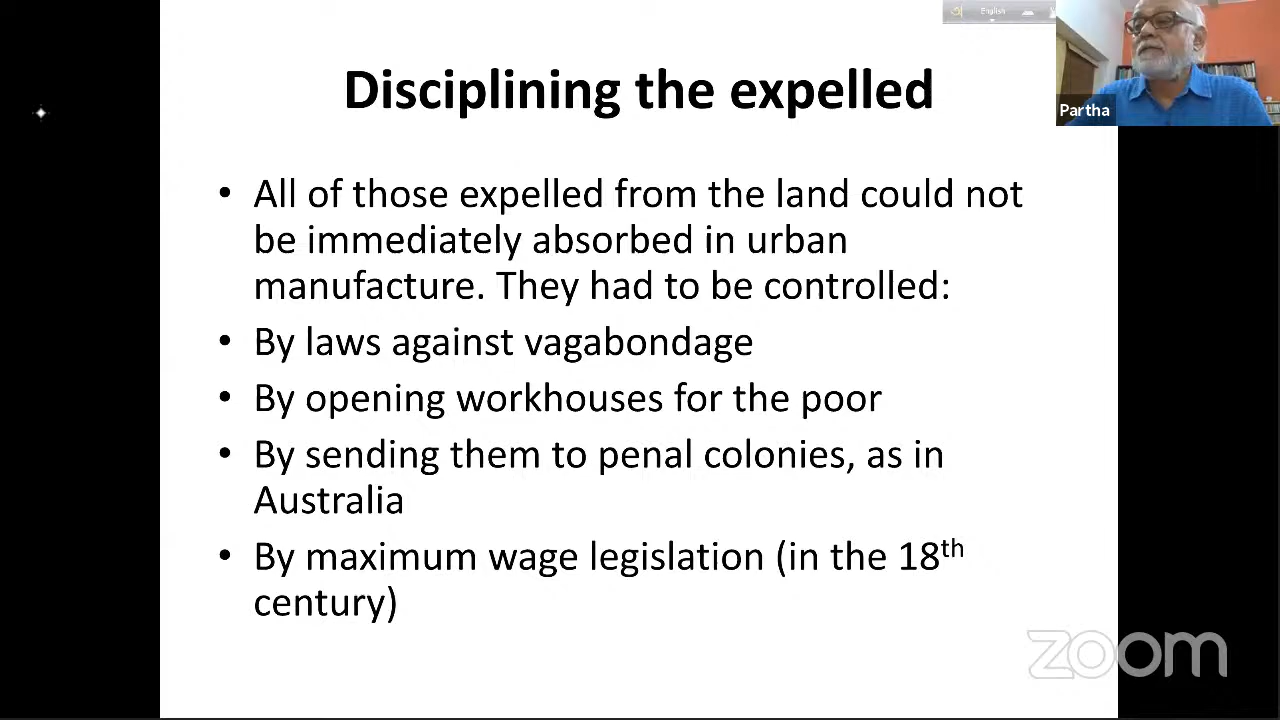 English
Partha
Disciplining the expelled
• All of those expelled from the land could not
be immediately absorbed in urban
manufacture. They had to be controlled:
• By laws against vagabondage
• By opening workhouses for the poor
• By sending them to penal colonies, as in
Australia
• By maximum wage legislation (in the 18th
century)
zoom